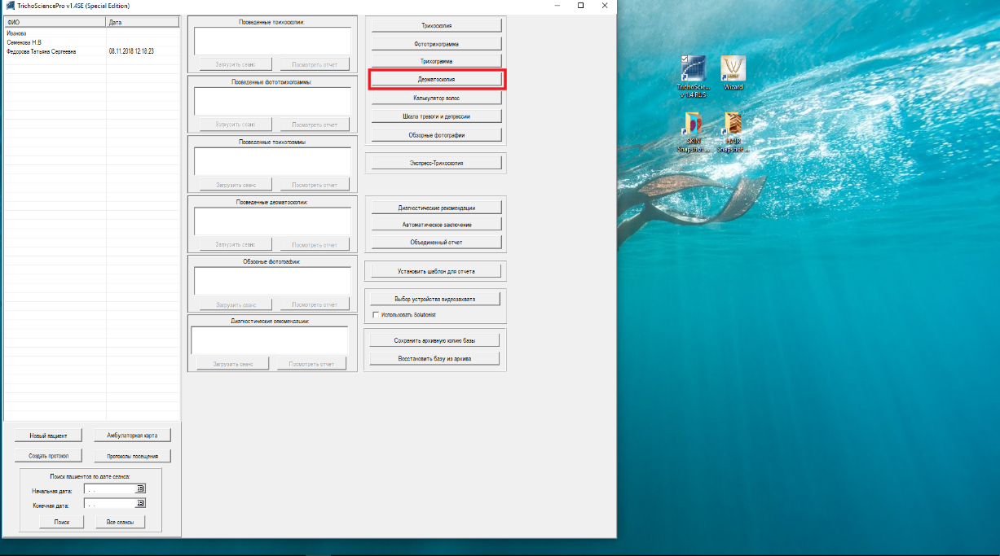 TrichoSciencePro v1.4SE (Special Edition)
ФИО Дата
Иванова
Семенова Н.В
Федорова Татьяна Сергеевна 08.11.2018 12:18:23
Новый пациент Амбулаторная карта
Создать протокол Протоколы посещения
Поиск пациентов по дате сеанса:
Начальная дата: . . 15
Конечная дата: . . 15
Поиск Все сеансы
Проведенные трихоскопии:
Загрузить сеанс Посмотреть отчет
Проведенные фототрихограммы:
Загрузить сеанс Посмотреть отчет
Проведенные трихограммы
Загрузить сеанс Посмотреть отчет
Проведенные дерматоскопии:
Загрузить сеанс Посмотреть отчет
Обзорные фотографии:
Загрузить сеанс Посмотреть отчет
Диагностические рекомендации:
Загрузить сеанс Посмотреть отчет
Трихоскопия
Фототрихограмма
Трихограмма
Дерматоскопия
Калькулятор волос
Шкала тревоги и депрессии
Обзорные фотографии
Экспресс-Трихоскопия
Диагностические рекомендации
Автоматическое заключение
Объединенный отчет
Установить шаблон для отчета
Выбор устройства видеозахвата
Использовать Solutionist
Сохранить архивную копию базы
Восстановить базу из архива
TrichoScie... v 1.4 RUS
Wizard
SKIN Snapshot ...
HAIR Snapshot ...